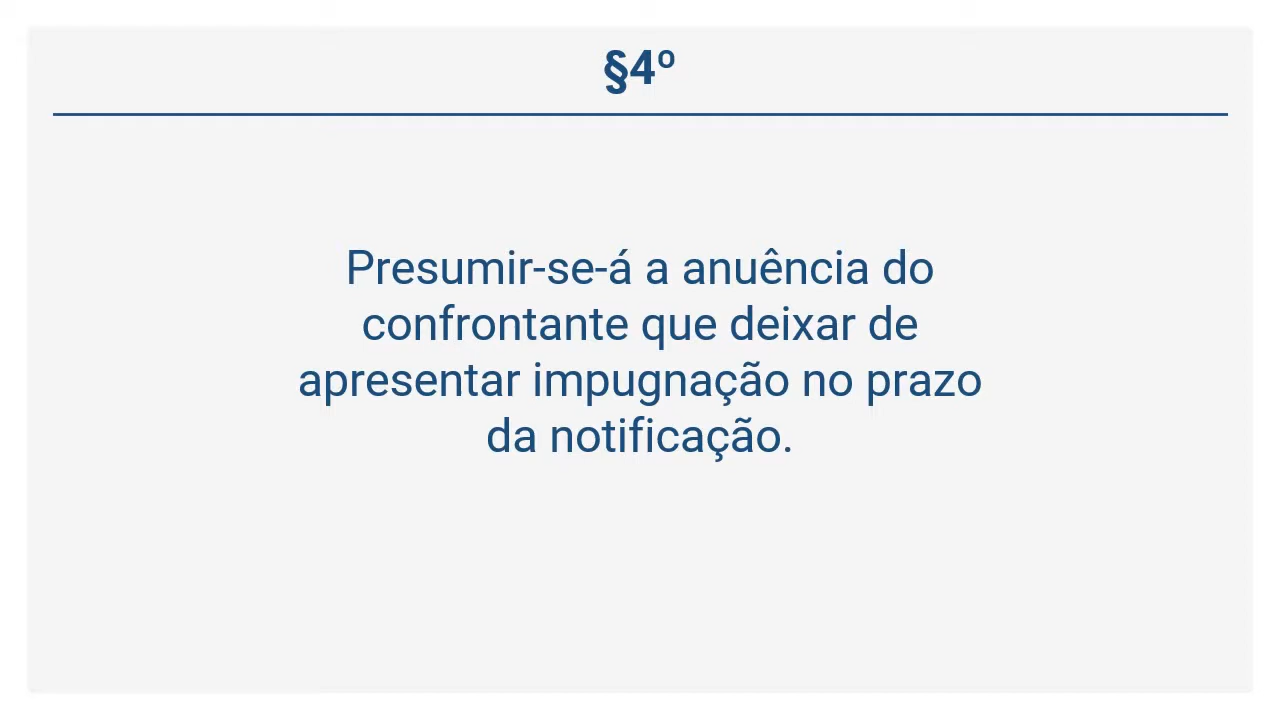 §4º
Presumir-se-á a anuência do
confrontante que deixar de
apresentar impugnação no prazo
da notificação.